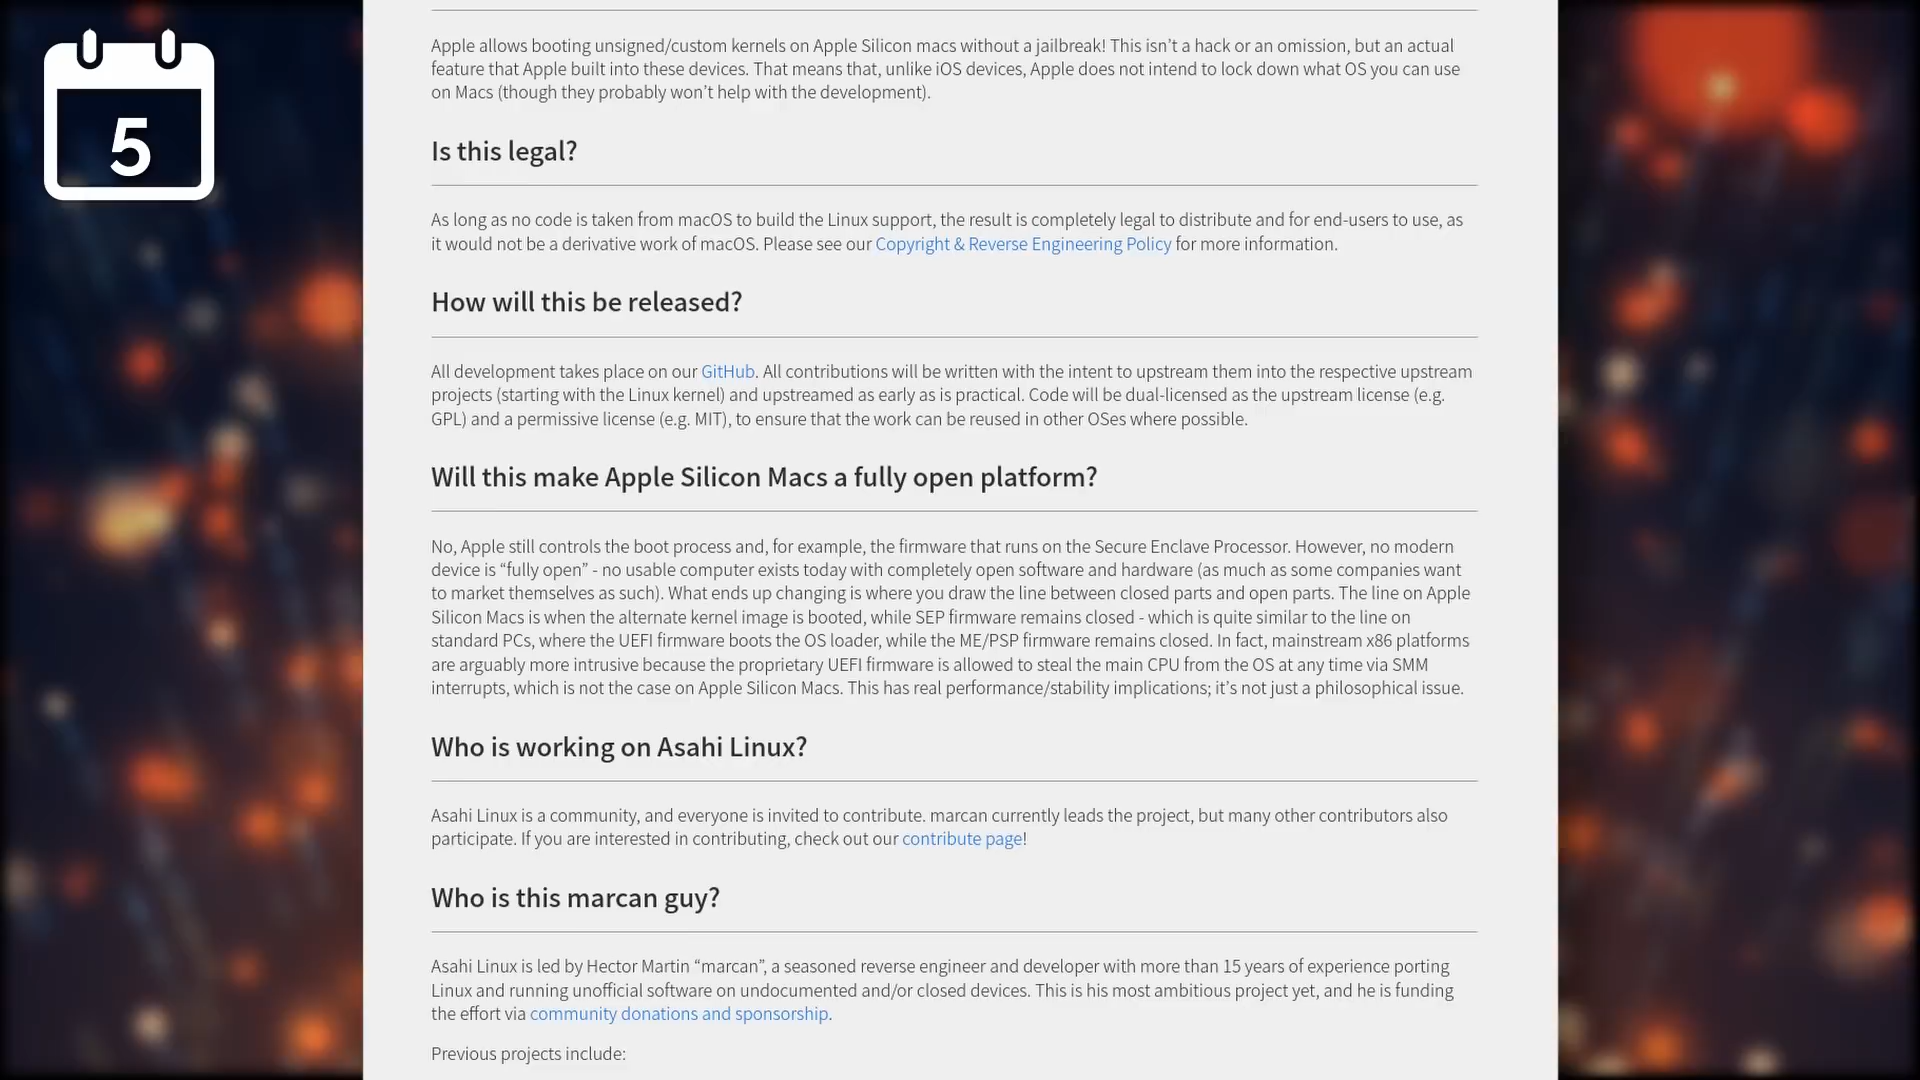 5
Apple allows booting unsigned/custom kernels on Apple Silicon macs without a jailbreak! This isn’t a hack or an omission, but an actual
feature that Apple built into these devices. That means that, unlike iOS devices, Apple does not intend to lock down what OS you can use
on Macs (though they probably won’t help with the development).
Is this legal?
As long as no code is taken from macOS to build the Linux support, the result is completely legal to distribute and for end-users to use, as
it would not be a derivative work of macOS. Please see our Copyright & Reverse Engineering Policy for more information.
How will this be released?
All development takes place on our GitHub. All contributions will be written with the intent to upstream them into the respective upstream
projects (starting with the Linux kernel) and upstreamed as early as is practical. Code will be dual-licensed as the upstream license (e.g.
GPL) and a permissive license (e.g. MIT), to ensure that the work can be reused in other OSes where possible.
Will this make Apple Silicon Macs a fully open platform?
No, Apple still controls the boot process and, for example, the firmware that runs on the Secure Enclave Processor. However, no modern
device is “fully open” - no usable computer exists today with completely open software and hardware (as much as some companies want
to market themselves as such). What ends up changing is where you draw the line between closed parts and open parts. The line on Apple
Silicon Macs is when the alternate kernel image is booted, while SEP firmware remains closed - which is quite similar to the line on
standard PCs, where the UEFI firmware boots the OS loader, while the ME/PSP firmware remains closed. In fact, mainstream x86 platforms
are arguably more intrusive because the proprietary UEFI firmware is allowed to steal the main CPU from the OS at any time via SMM
interrupts, which is not the case on Apple Silicon Macs. This has real performance/stability implications; it’s not just a philosophical issue.
Who is working on Asahi Linux?
Asahi Linux is a community, and everyone is invited to contribute. marcan currently leads the project, but many other contributors also
participate. If you are interested in contributing, check out our contribute page!
Who is this marcan guy?
Asahi Linux is led by Hector Martin “marcan”, a seasoned reverse engineer and developer with more than 15 years of experience porting
Linux and running unofficial software on undocumented and/or closed devices. This is his most ambitious project yet, and he is funding
the effort via community donations and sponsorship.
Previous projects include: